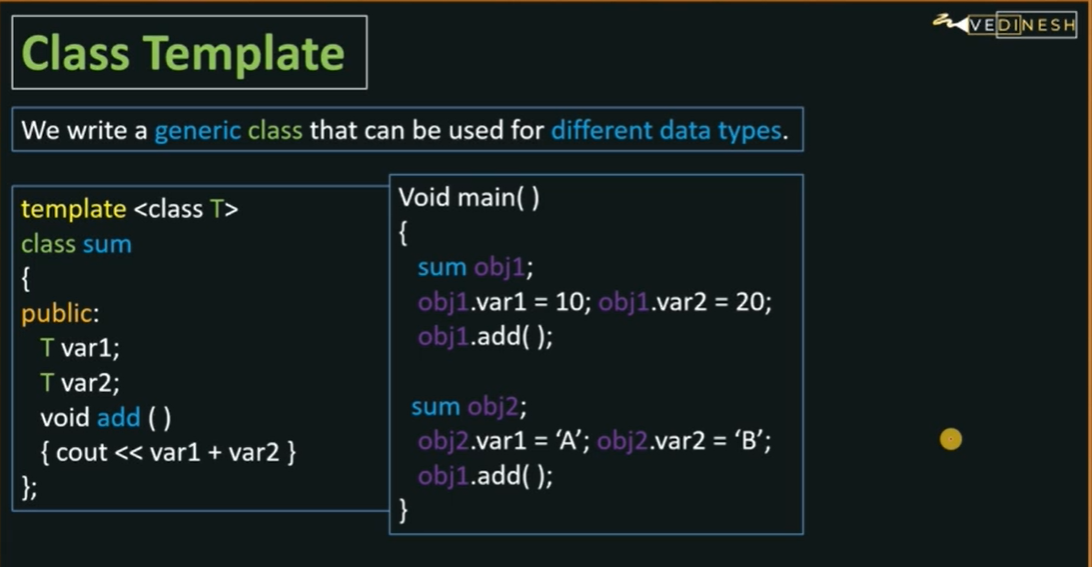 Class Template
VEDINESH
We write a generic class that can be used for different data types.
template <class T>
class sum
{
public:
T var1;
T var2;
void add ( )
{ cout << var1 + var2 }
};
Void main( )
{
sum obj1;
obj1.var1 = 10; obj1.var2 = 20;
obj1.add( );
sum obj2;
obj2.var1 = ‘A’; obj2.var2 = ‘B’;
obj1.add( );
}